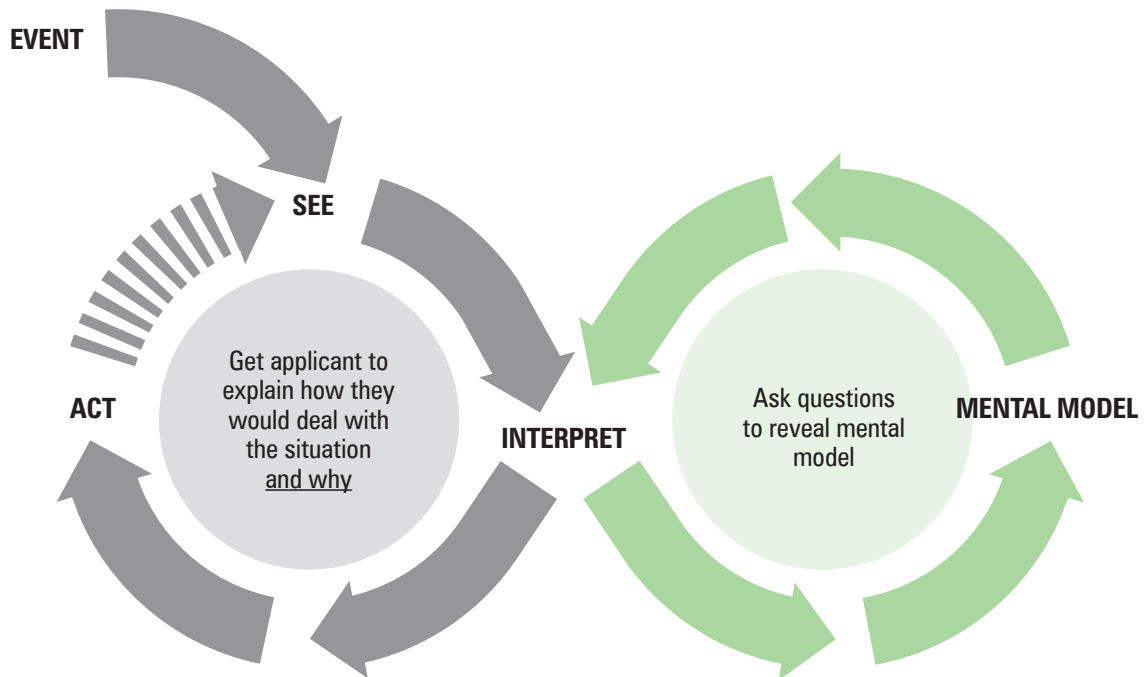 EVENT
SEE
Get applicant to
explain how they
would deal with
the situation
and why
ACT
INTERPRET
Ask questions
to reveal mental
model
MENTAL MODEL